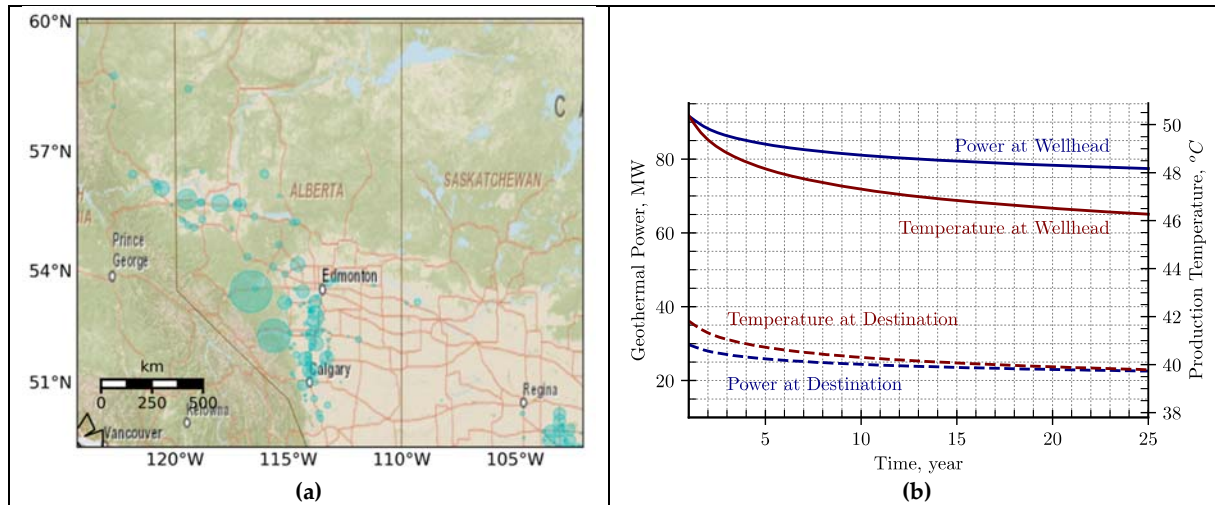 60°N
57°N
54°N
51°N
120°W
115°W
110°W
105°W
C A
ALBERTA
SASKATCHEWAN
Prince
George
Edmonton
Calgary
Regina
Kelowna
Vancouver
km
0 250 500
(a)
Geothermal Power, MW
80
60
40
20
Power at Wellhead
Temperature at Wellhead
Temperature at Destination
Power at Destination
50
48
46
44
42
40
38
Production Temperature, °C
5 10 15 20 25
Time, year
(b)